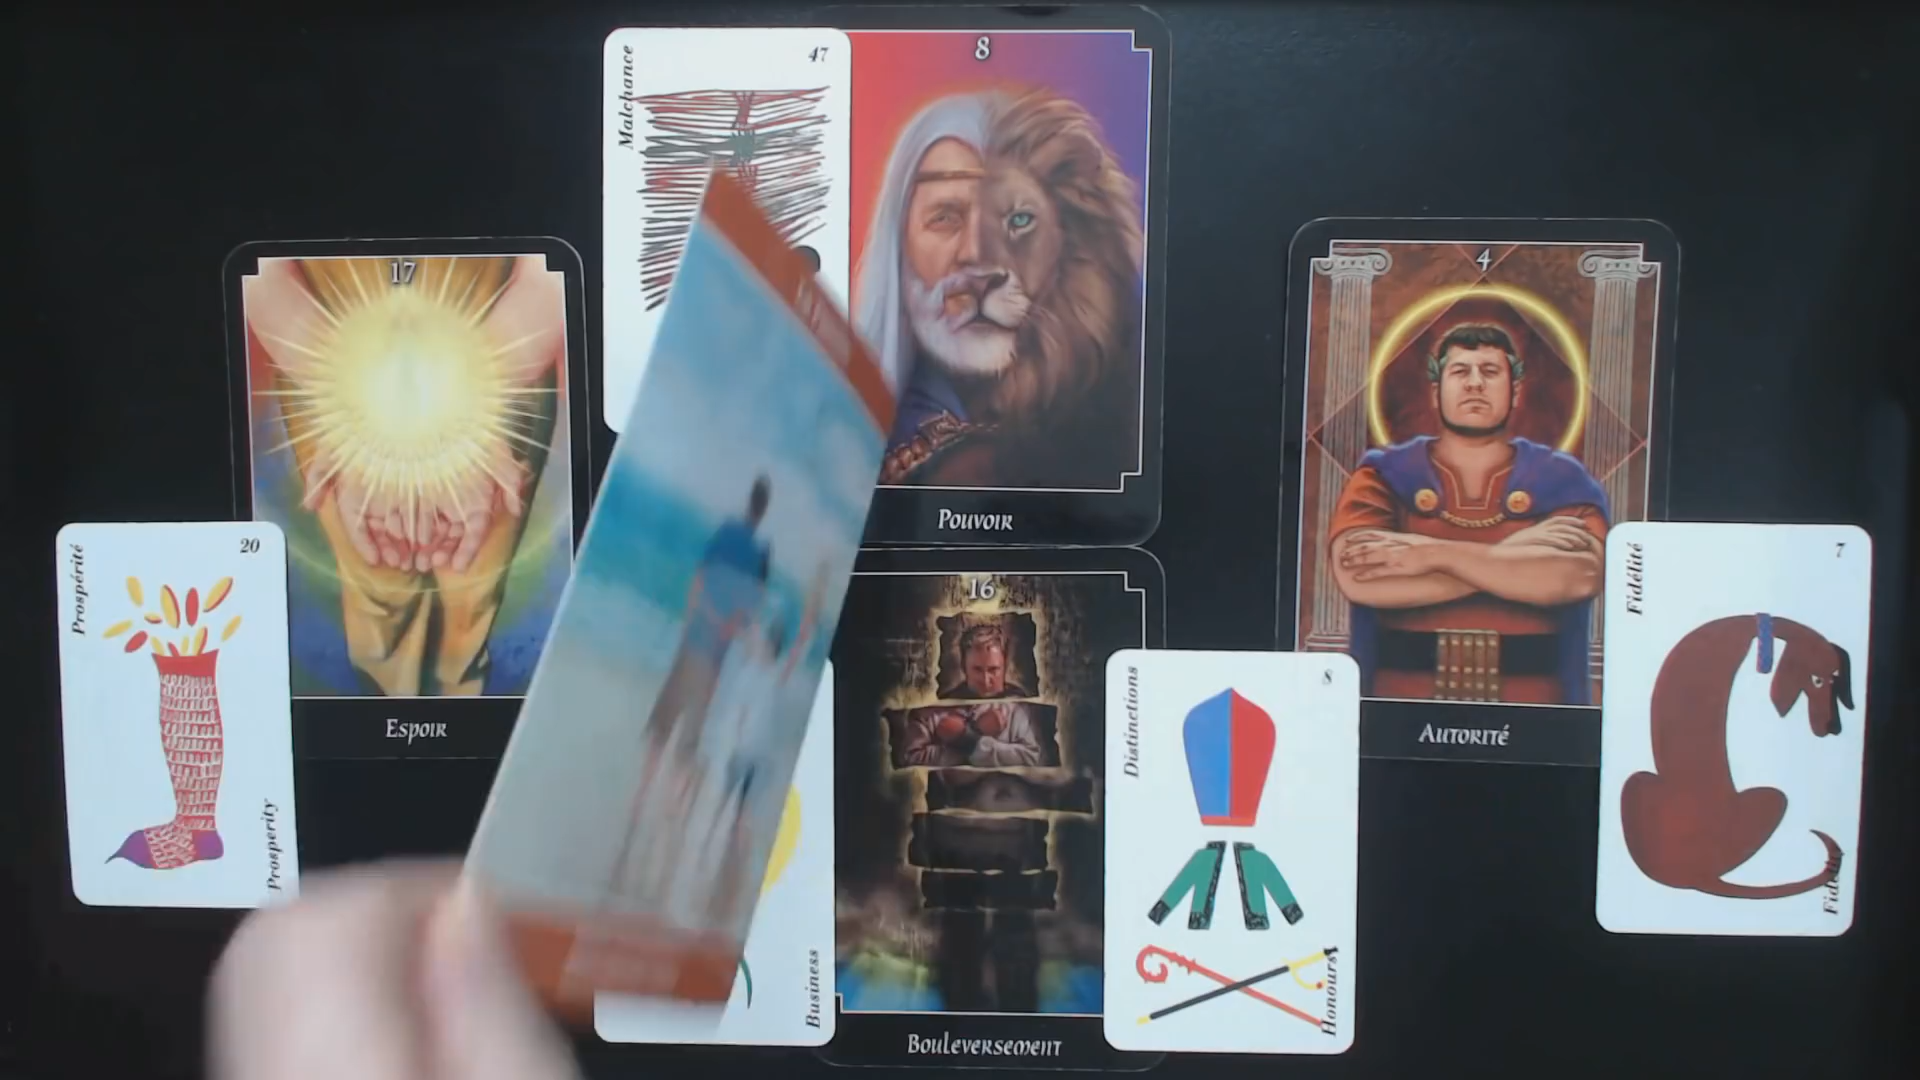 Malchance
47
8
Pouvoir
17
Espoir
4
Autorité
20
Prospérité
Prosperity
16
Bouleversement
Business
8
Distinctions
Honours
7
Fidélité